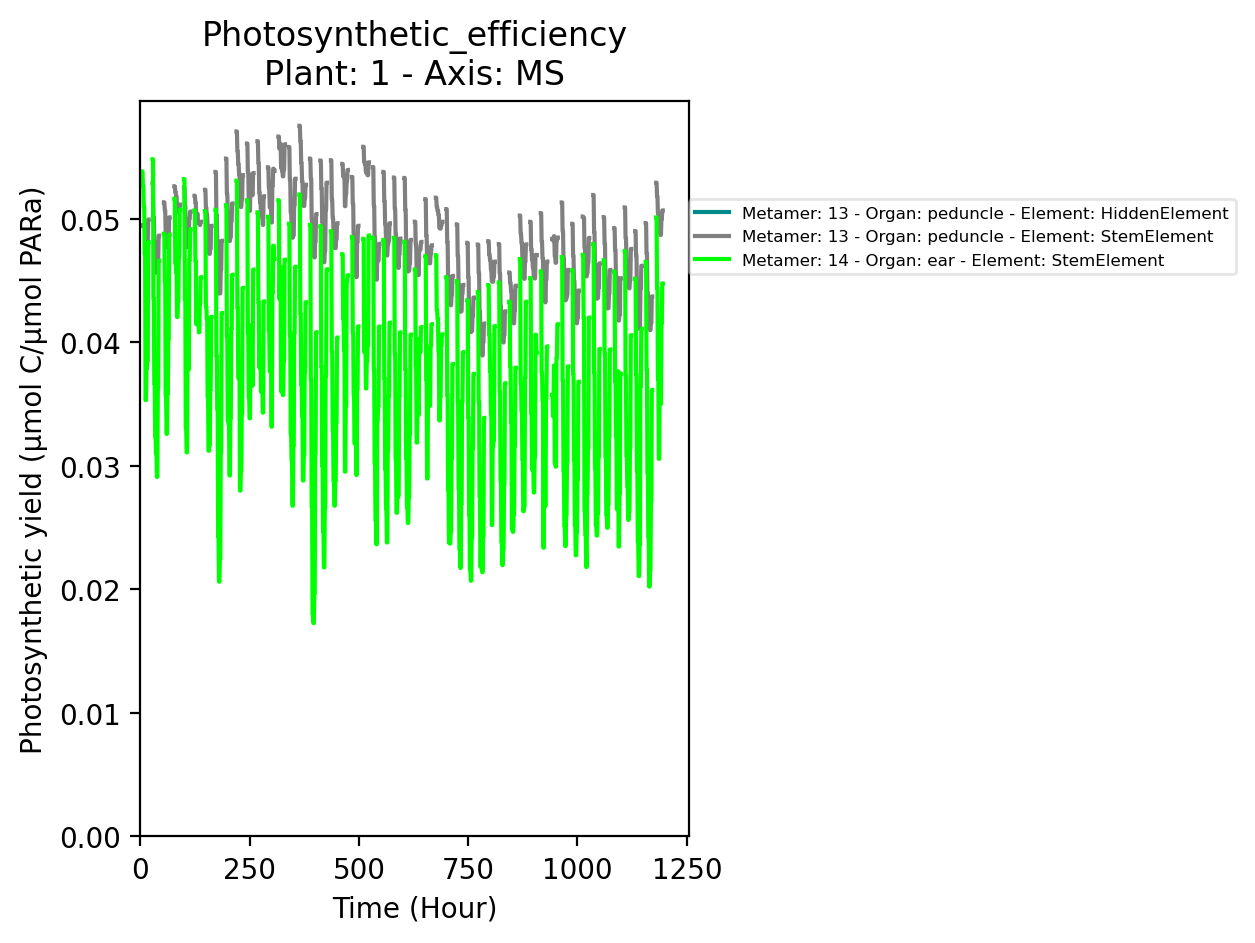 Photosynthetic_efficiency
Plant: 1 - Axis: MS
Photosynthetic yield (µmol C/µmol PARa)
0.05
0.04
0.03
0.02
0.01
0.00
0 250 500 750 1000 1250
Time (Hour)
Metamer: 13 - Organ: peduncle - Element: HiddenElement
Metamer: 13 - Organ: peduncle - Element: StemElement
Metamer: 14 - Organ: ear - Element: StemElement